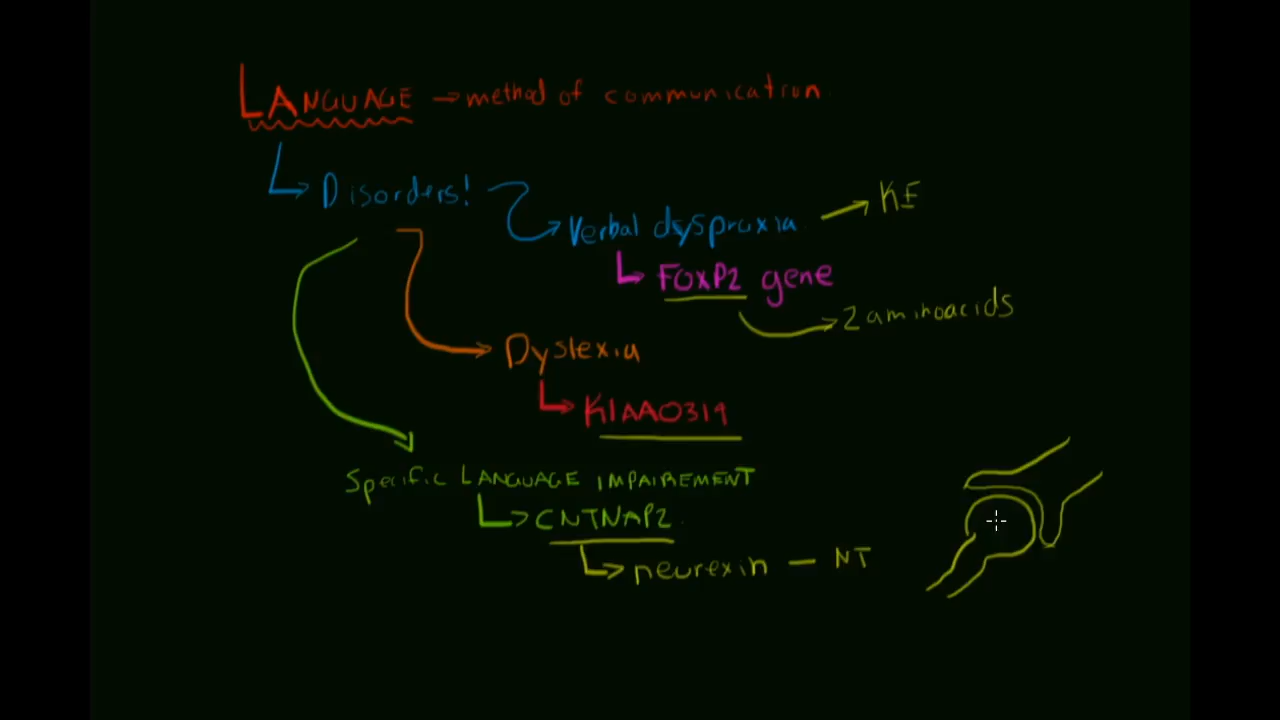 LANGUAGE → method of communication
Disorders!
Verbal dyspraxia → KE
FOXP2 gene
2 aminoacids
Dyslexia
KIAA0319
Specific LANGUAGE IMPAIREMENT
CNTNAP2
neurexin — NT